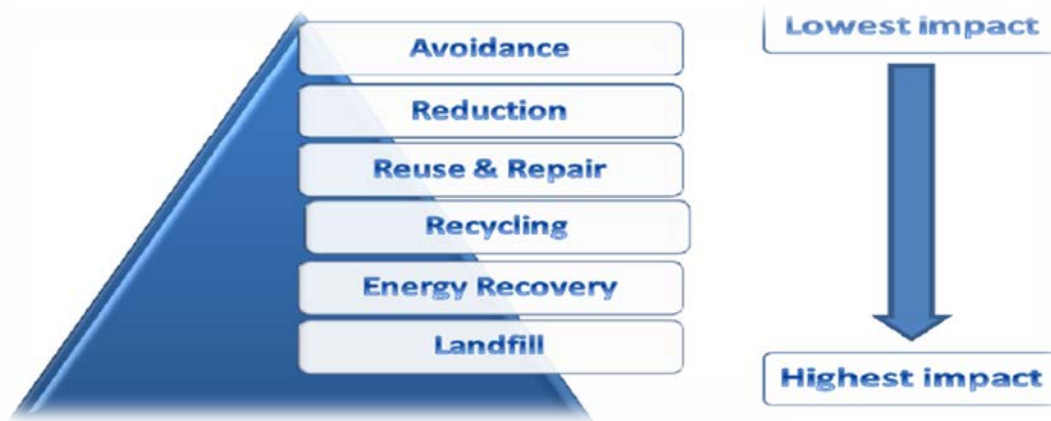 Avoidance
Reduction
Reuse & Repair
Recycling
Energy Recovery
Landfill
Lowest impact
Highest impact